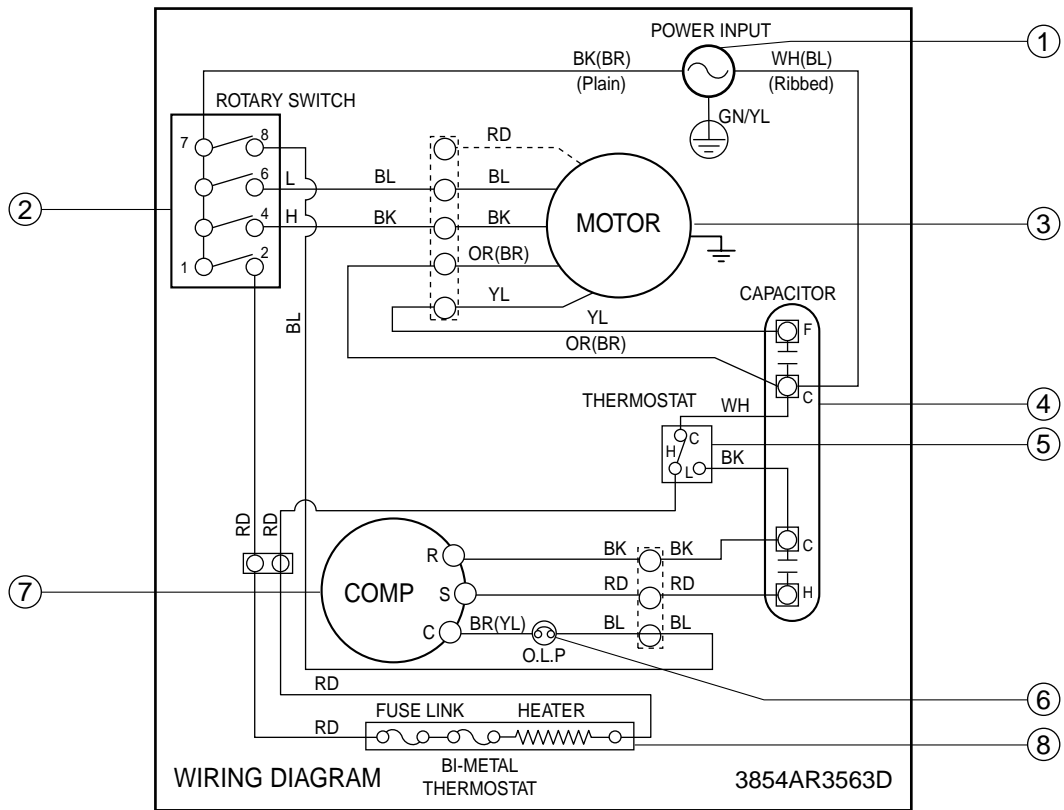 POWER INPUT
1
BK(BR)
WH(BL)
(Plain)
(Ribbed)
ROTARY SWITCH
GN/YL
7
8
RD
2
6
L
BL
BL
MOTOR
3
4
H
BK
BK
1
2
OR(BR)
YL
CAPACITOR
BL
YL
F
OR(BR)
C
THERMOSTAT
WH
4
H
C
5
L
BK
RD
RD
R
BK
BK
C
7
COMP
S
RD
RD
H
C
BR(YL)
BL
BL
O.L.P
RD
6
FUSE LINK
HEATER
RD
8
BI-METAL
THERMOSTAT
WIRING DIAGRAM
3854AR3563D